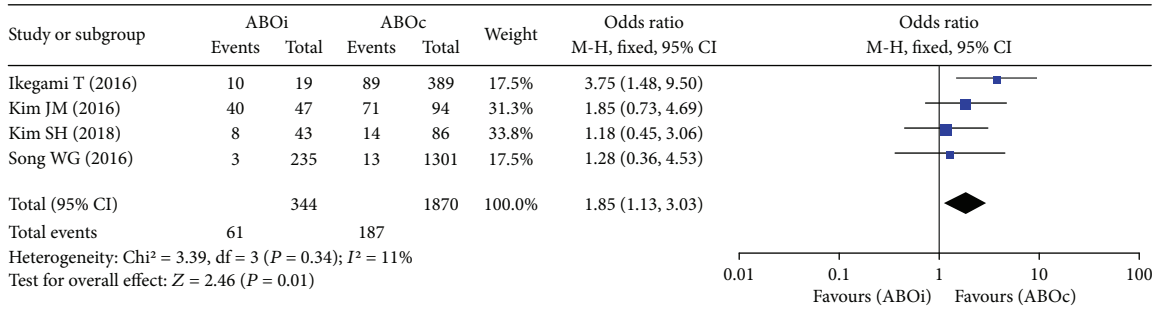 Study or subgroup ABOi ABOc Weight Odds ratio Odds ratio
Events Total Events Total M-H, fixed, 95% CI M-H, fixed, 95% CI
Ikegami T (2016) 10 19 89 389 17.5% 3.75 (1.48, 9.50)
Kim JM (2016) 40 47 71 94 31.3% 1.85 (0.73, 4.69)
Kim SH (2018) 8 43 14 86 33.8% 1.18 (0.45, 3.06)
Song WG (2016) 3 235 13 1301 17.5% 1.28 (0.36, 4.53)
Total (95% CI) 344 1870 100.0% 1.85 (1.13, 3.03)
Total events 61 187
Heterogeneity: Chi² = 3.39, df = 3 (P = 0.34); I² = 11%
Test for overall effect: Z = 2.46 (P = 0.01)
0.01 0.1 1 10 100
Favours (ABOi) Favours (ABOc)